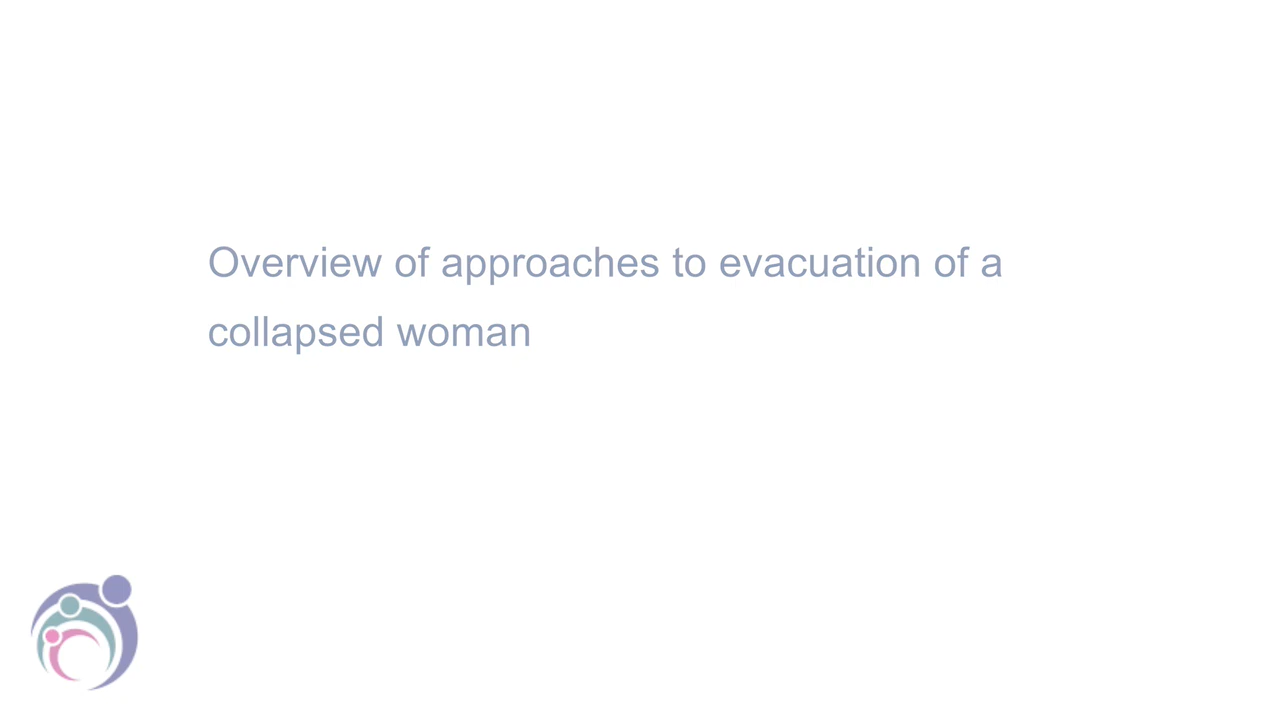 Overview of approaches to evacuation of a
collapsed woman